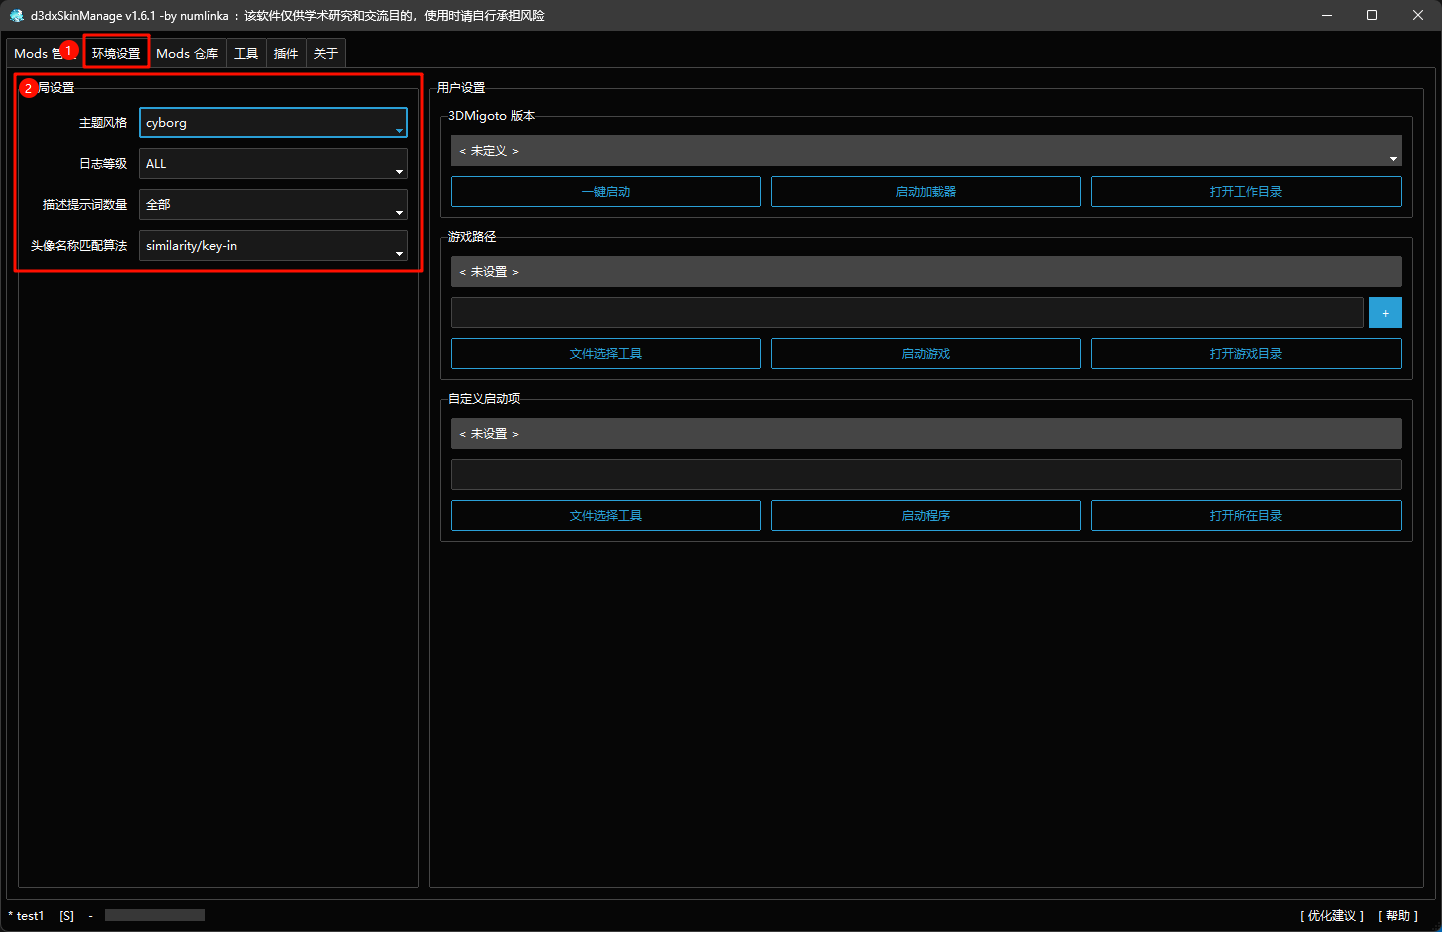 d3dxSkinManage v1.6.1 -by numlinka ：该软件仅供学术研究和交流目的，使用时请自行承担风险
Mods 管
1
环境设置
Mods 仓库
工具
插件
关于
2
局设置
主题风格
cyborg
日志等级
ALL
描述提示词数量
全部
头像名称匹配算法
similarity/key-in
用户设置
3DMigoto 版本
< 未定义 >
一键启动
启动加载器
打开工作目录
游戏路径
< 未设置 >
+
文件选择工具
启动游戏
打开游戏目录
自定义启动项
< 未设置 >
文件选择工具
启动程序
打开所在目录
* test1 [S] -
[ 优化建议 ] [ 帮助 ]